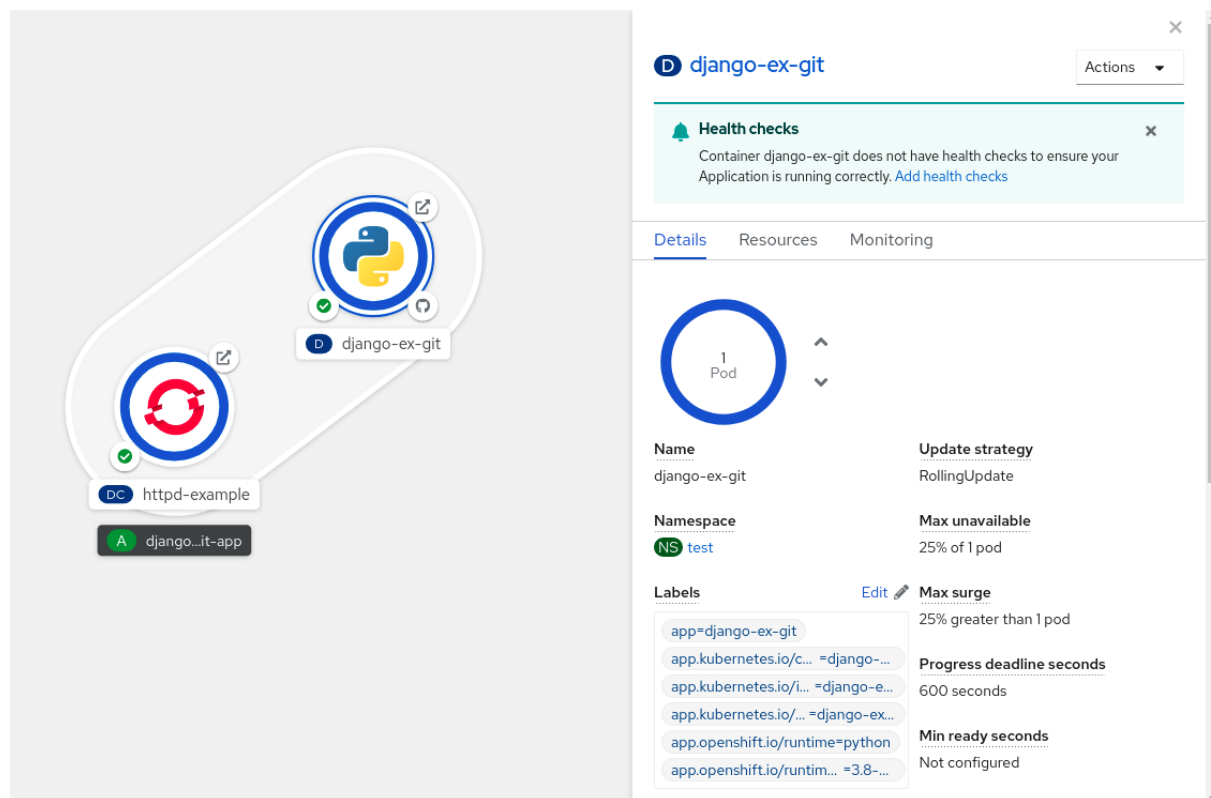 D django-ex-git
DC httpd-example
A django...it-app
D django-ex-git
Actions
Health checks
Container django-ex-git does not have health checks to ensure your
Application is running correctly. Add health checks
Details Resources Monitoring
1
Pod
Name
django-ex-git
Namespace
NS test
Labels Edit
app=django-ex-git
app.kubernetes.io/c... =django-...
app.kubernetes.io/i... =django-e...
app.kubernetes.io/... =django-ex...
app.openshift.io/runtime=python
app.openshift.io/runtim... =3.8-...
Update strategy
RollingUpdate
Max unavailable
25% of 1 pod
Max surge
25% greater than 1 pod
Progress deadline seconds
600 seconds
Min ready seconds
Not configured